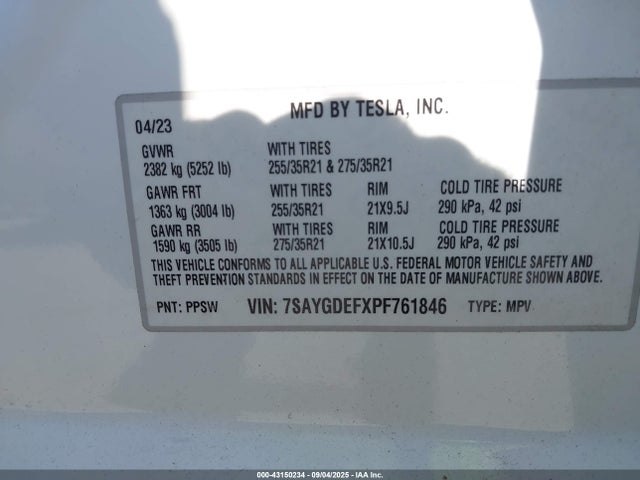 MFD BY TESLA, INC.
04/23
GVWR WITH TIRES
2382 kg (5252 lb) 255/35R21 & 275/35R21
GAWR FRT WITH TIRES RIM COLD TIRE PRESSURE
1363 kg (3004 lb) 255/35R21 21X9.5J 290 kPa, 42 psi
GAWR RR WITH TIRES RIM COLD TIRE PRESSURE
1590 kg (3505 lb) 275/35R21 21X10.5J 290 kPa, 42 psi
THIS VEHICLE CONFORMS TO ALL APPLICABLE U.S. FEDERAL MOTOR VEHICLE SAFETY AND
THEFT PREVENTION STANDARDS IN EFFECT ON THE DATE OF MANUFACTURE SHOWN ABOVE.
PNT: PPSW VIN: 7SAYGDEFXPF761846 TYPE: MPV
000-43150234 - 09/04/2025 - IAA Inc.